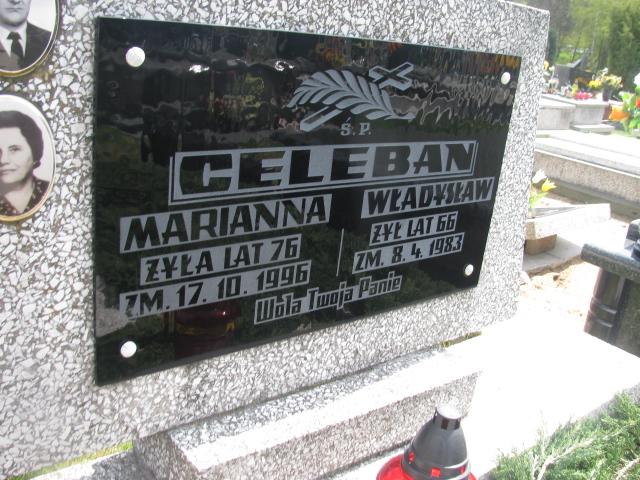 Ś.P.
CELEBAN
MARIANNA
ŻYŁA LAT 76
ZM. 17. 10. 1996
WŁADYSŁAW
ŻYŁ LAT 66
ZM. 8. 4. 1983
Wola Twoja Panie